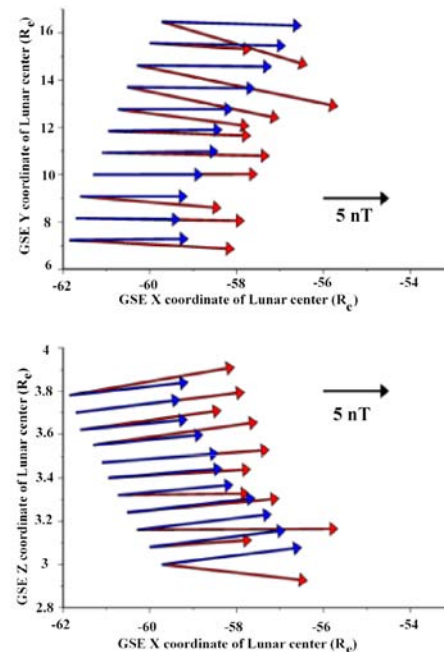 GSE Y coordinate of Lunar center (Re)
16
14
12
10
8
6
5 nT
-62 -60 -58 -56 -54
GSE X coordinate of Lunar center (Re)
GSE Z coordinate of Lunar center (Re)
4
3.8
3.6
3.4
3.2
3
2.8
5 nT
-62 -60 -58 -56 -54
GSE X coordinate of Lunar center (Re)